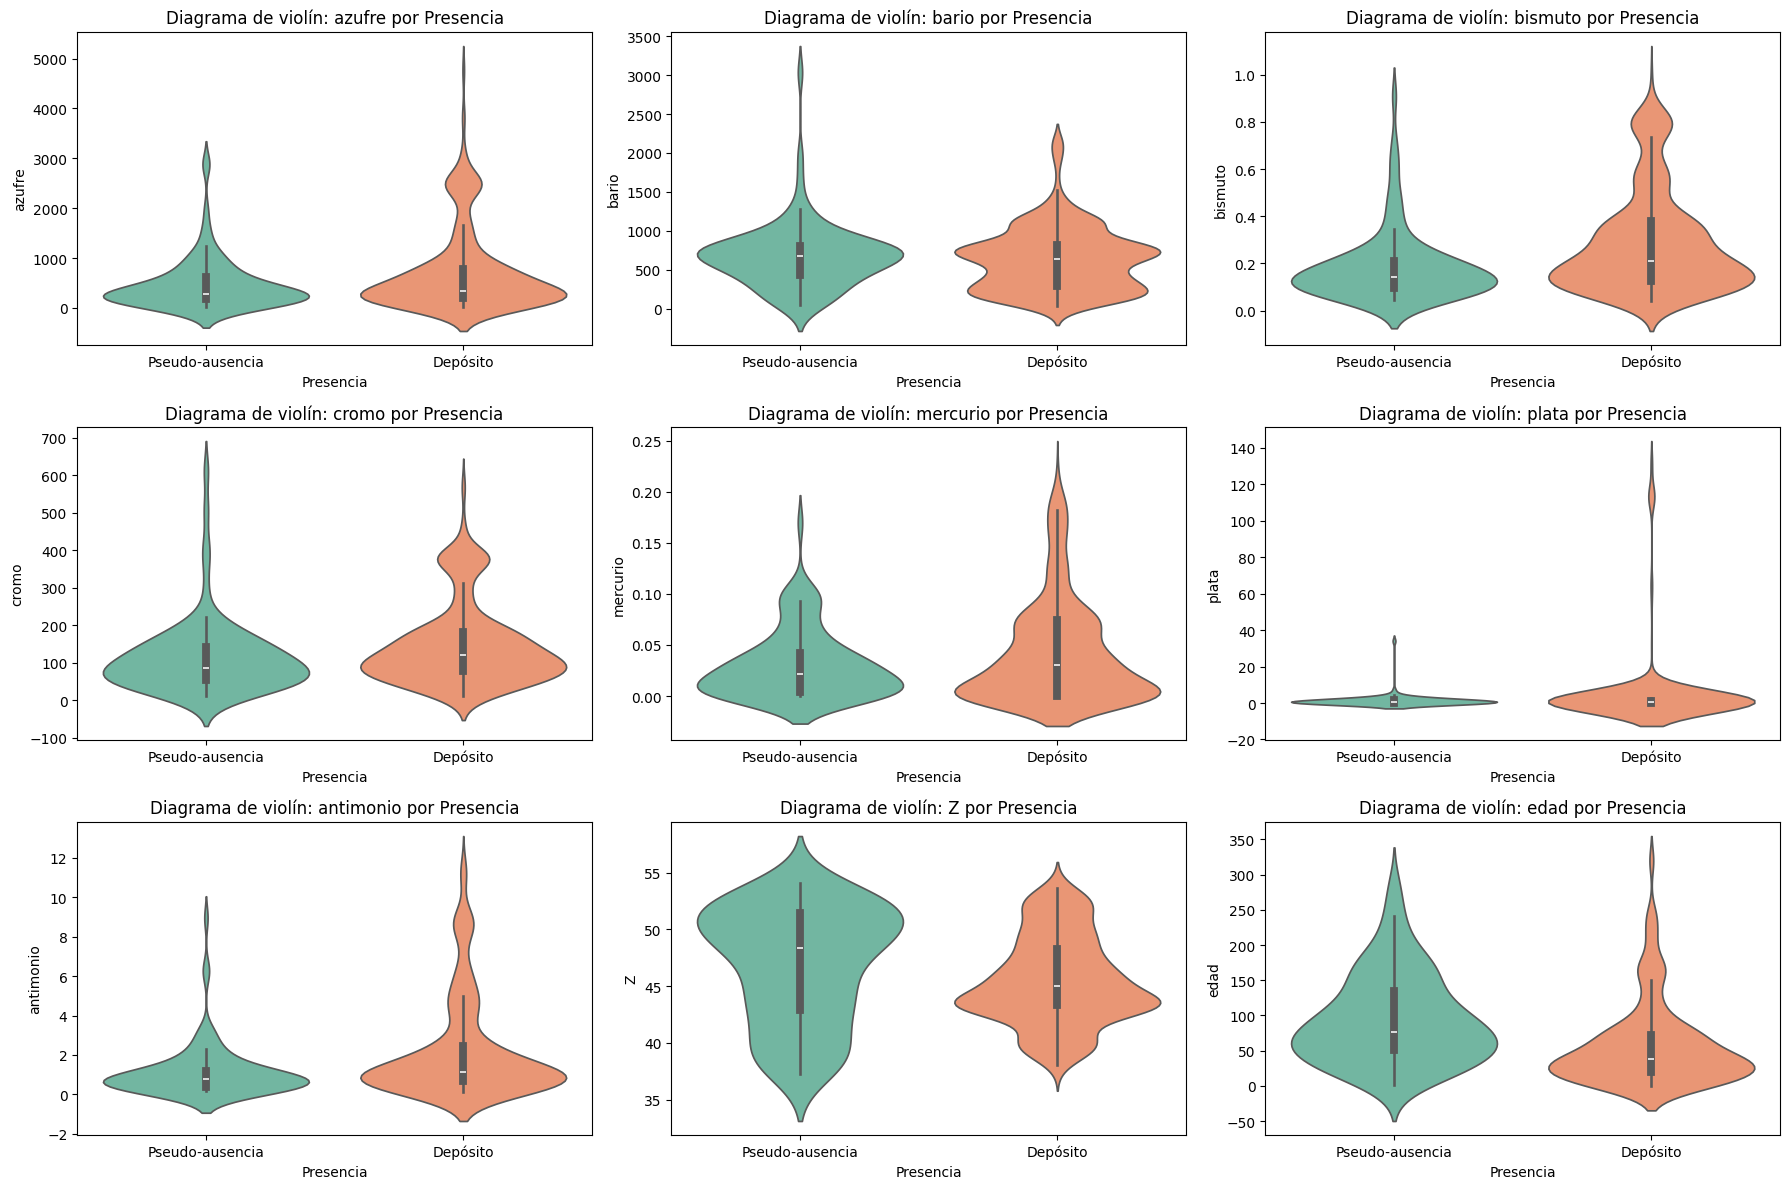 Diagrama de violín: azufre por Presencia
5000
4000
3000
2000
1000
0
azufre
Pseudo-ausencia
Depósito
Presencia
Diagrama de violín: bario por Presencia
3500
3000
2500
2000
1500
1000
500
0
bario
Pseudo-ausencia
Depósito
Presencia
Diagrama de violín: bismuto por Presencia
1.0
0.8
0.6
0.4
0.2
0.0
bismuto
Pseudo-ausencia
Depósito
Presencia
Diagrama de violín: cromo por Presencia
700
600
500
400
300
200
100
0
−100
cromo
Pseudo-ausencia
Depósito
Presencia
Diagrama de violín: mercurio por Presencia
0.25
0.20
0.15
0.10
0.05
0.00
mercurio
Pseudo-ausencia
Depósito
Presencia
Diagrama de violín: plata por Presencia
140
120
100
80
60
40
20
0
−20
plata
Pseudo-ausencia
Depósito
Presencia
Diagrama de violín: antimonio por Presencia
12
10
8
6
4
2
0
−2
antimonio
Pseudo-ausencia
Depósito
Presencia
Diagrama de violín: Z por Presencia
55
50
45
40
35
Z
Pseudo-ausencia
Depósito
Presencia
Diagrama de violín: edad por Presencia
350
300
250
200
150
100
50
0
−50
edad
Pseudo-ausencia
Depósito
Presencia